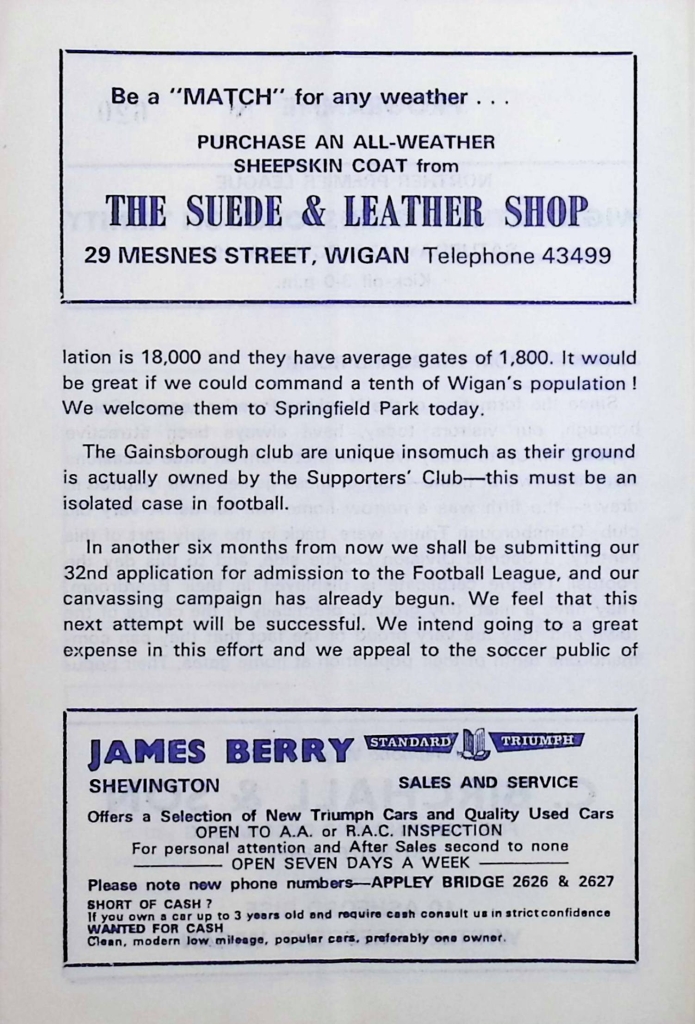 Be a "MATCH" for any weather . . .
PURCHASE AN ALL-WEATHER
SHEEPSKIN COAT from
THE SUEDE & LEATHER SHOP
29 MESNES STREET, WIGAN Telephone 43499
lation is 18,000 and they have average gates of 1,800. It would
be great if we could command a tenth of Wigan's population !
We welcome them to Springfield Park today.
The Gainsborough club are unique insomuch as their ground
is actually owned by the Supporters' Club—this must be an
isolated case in football.
In another six months from now we shall be submitting our
32nd application for admission to the Football League, and our
canvassing campaign has already begun. We feel that this
next attempt will be successful. We intend going to a great
expense in this effort and we appeal to the soccer public of
JAMES BERRY STANDARD TRIUMPH
SHEVINGTON SALES AND SERVICE
Offers a Selection of New Triumph Cars and Quality Used Cars
OPEN TO A.A. or R.A.C. INSPECTION
For personal attention and After Sales second to none
OPEN SEVEN DAYS A WEEK
Please note new phone numbers—APPLEY BRIDGE 2626 & 2627
SHORT OF CASH ?
If you own a car up to 3 years old and require cash consult us in strict confidence
WANTED FOR CASH
Clean, modern low mileage, popular cars, preferably one owner.